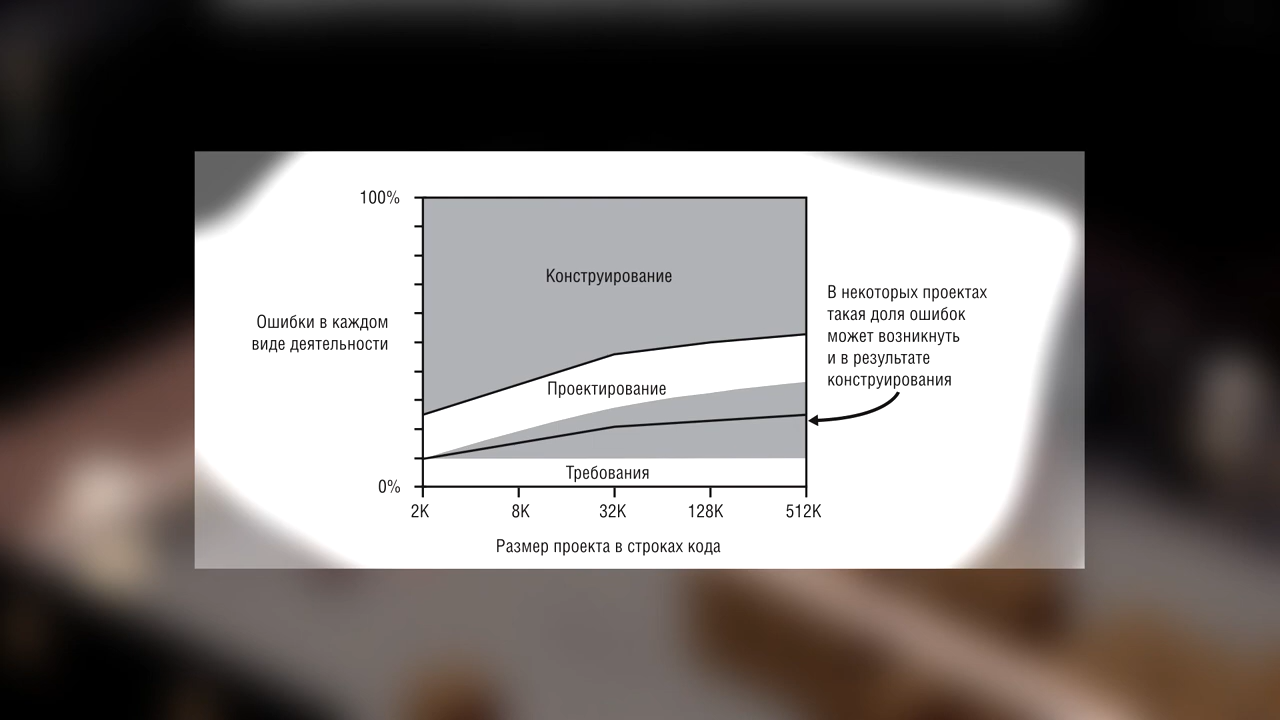 100%
Конструирование
Ошибки в каждом
виде деятельности
В некоторых проектах
такая доля ошибок
может возникнуть
и в результате
конструирования
Проектирование
Требования
0%
2K
8K
32K
128K
512K
Размер проекта в строках кода